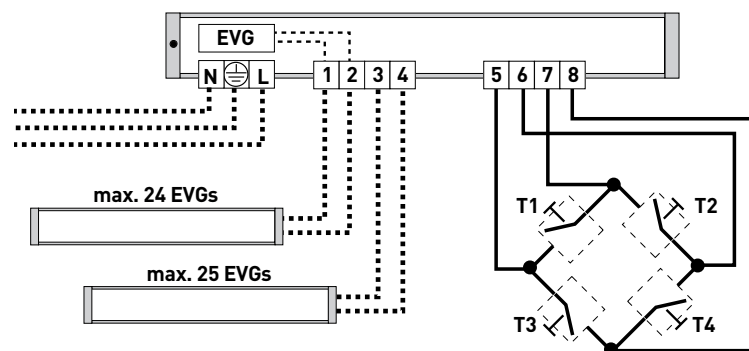 EVG
N L 1 2 3 4 5 6 7 8
max. 24 EVGs
T1 T2
max. 25 EVGs
T3 T4